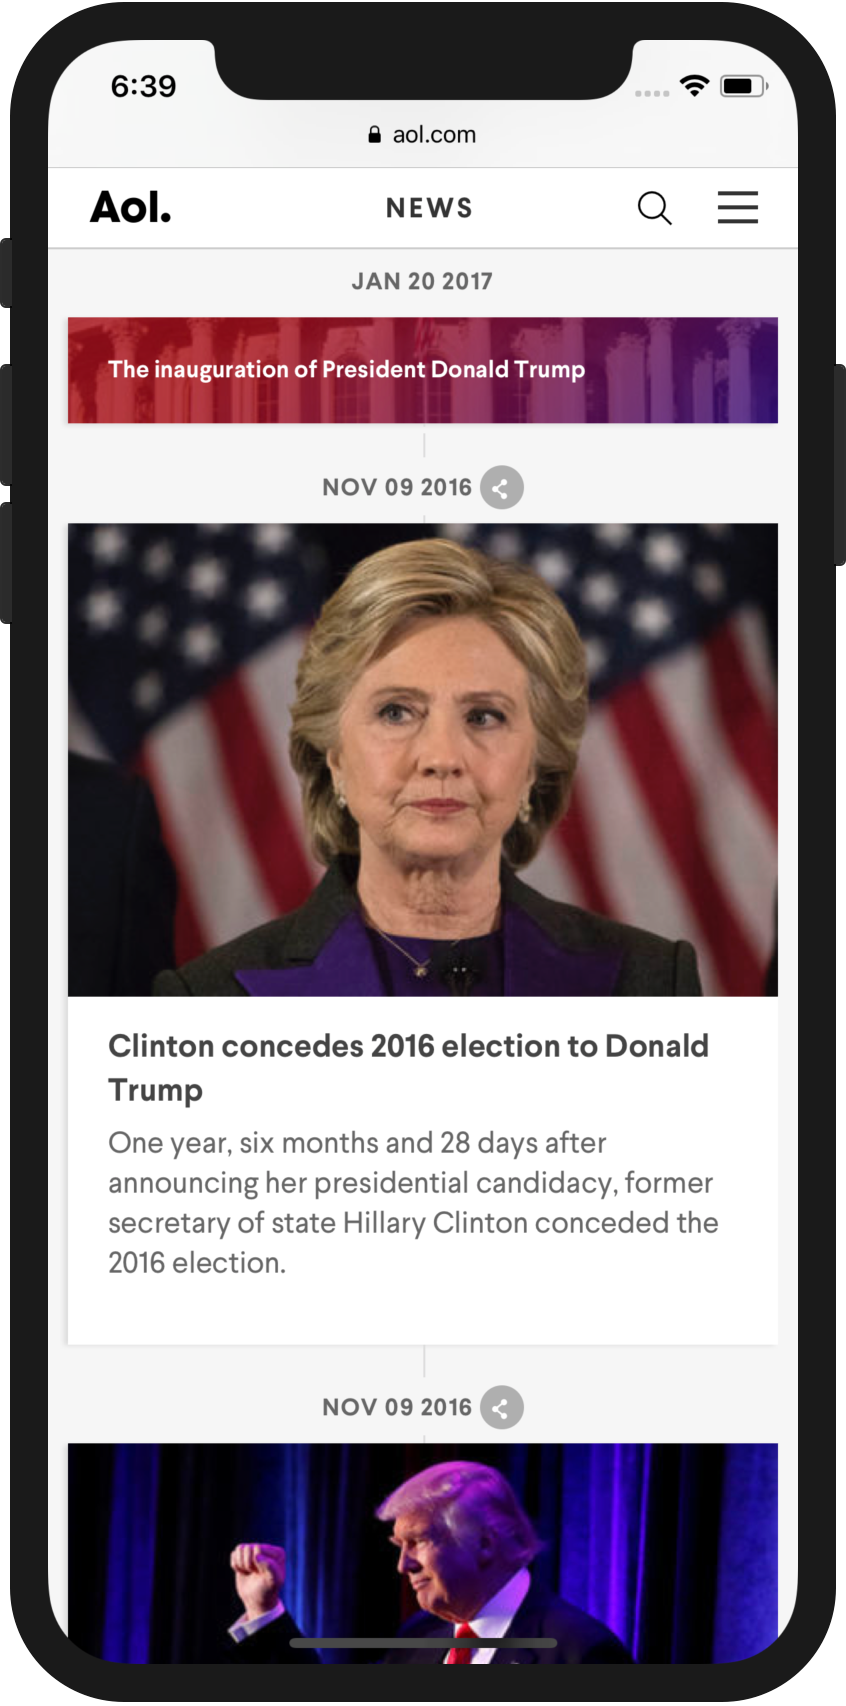 6:39
aol.com
Aol.
NEWS
JAN 20 2017
The inauguration of President Donald Trump
NOV 09 2016
Clinton concedes 2016 election to Donald
Trump
One year, six months and 28 days after
announcing her presidential candidacy, former
secretary of state Hillary Clinton conceded the
2016 election.
NOV 09 2016